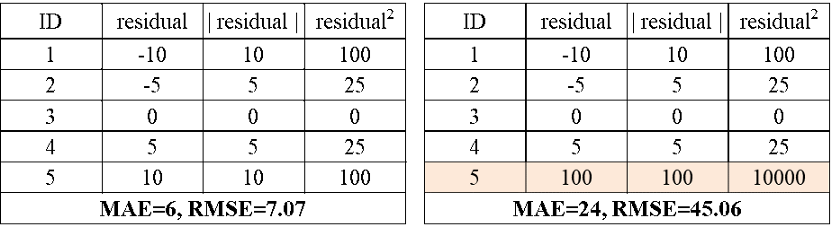 ID residual | residual | residual²
1 -10 10 100
2 -5 5 25
3 0 0 0
4 5 5 25
5 10 10 100
MAE=6, RMSE=7.07
ID residual | residual | residual²
1 -10 10 100
2 -5 5 25
3 0 0 0
4 5 5 25
5 100 100 10000
MAE=24, RMSE=45.06